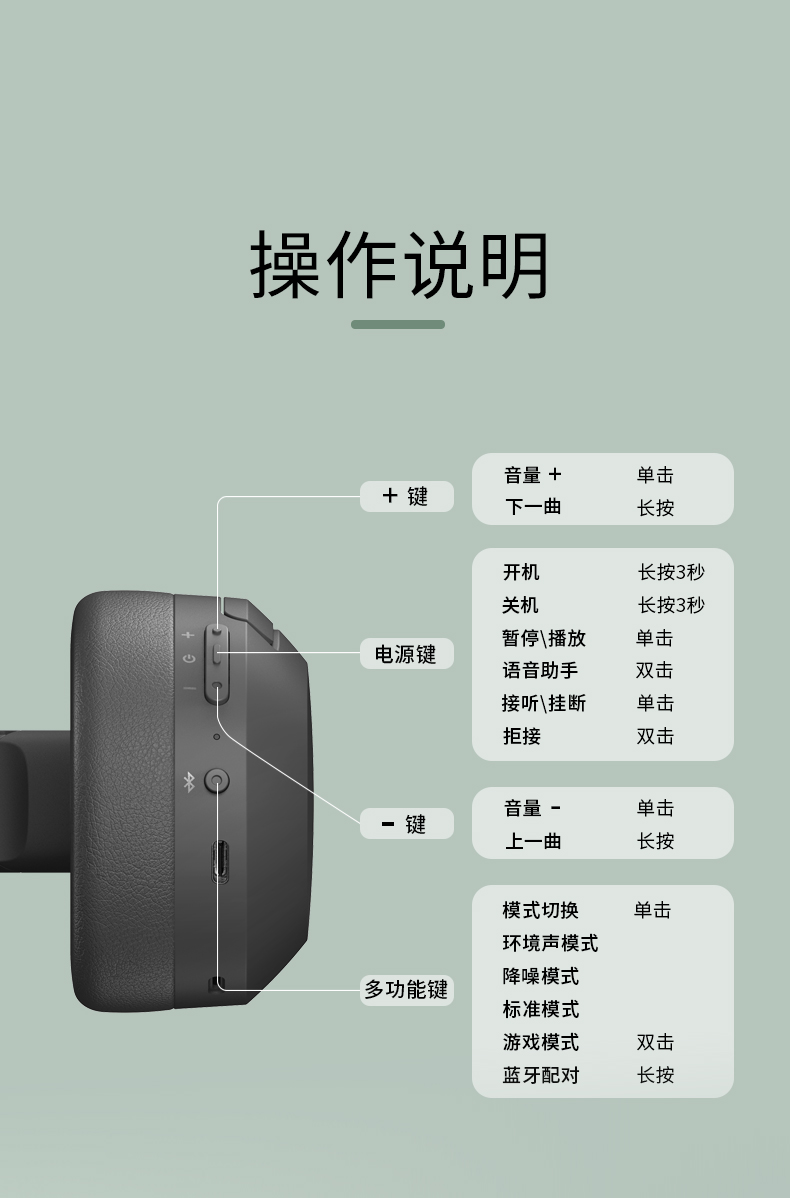 操作说明
+ 键
音量 + 单击
下一曲 长按
电源键
开机 长按3秒
关机 长按3秒
暂停\播放 单击
语音助手 双击
接听\挂断 单击
拒接 双击
- 键
音量 - 单击
上一曲 长按
多功能键
模式切换 单击
环境声模式
降噪模式
标准模式
游戏模式 双击
蓝牙配对 长按